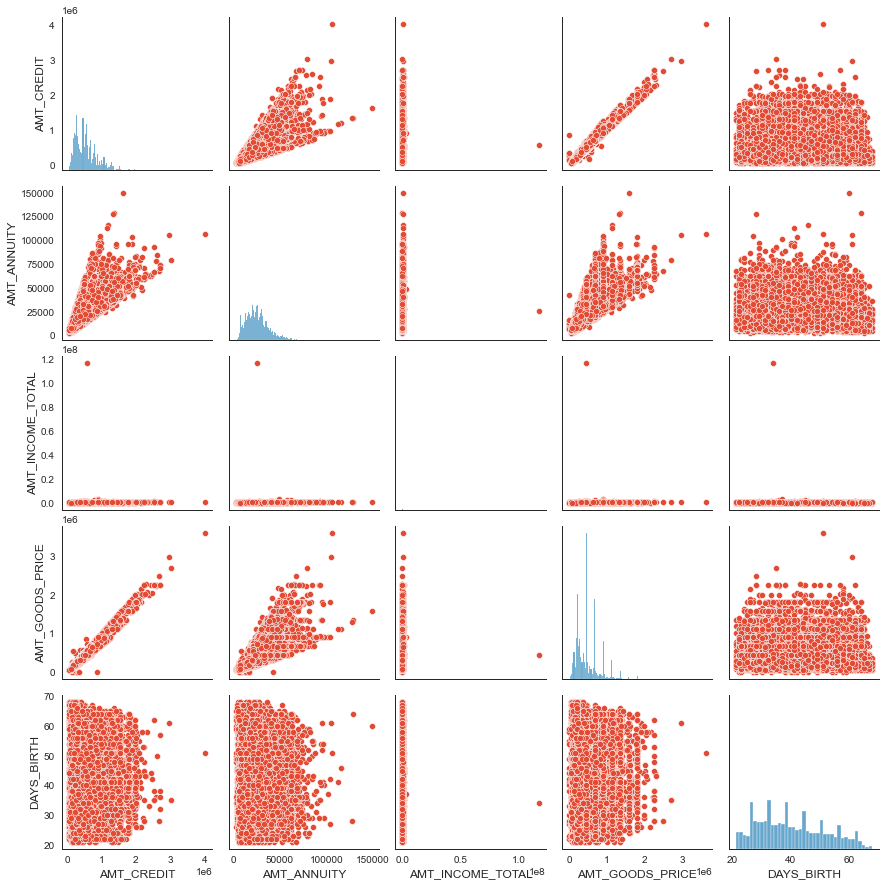 1e6
4
3
2
1
0
AMT_CREDIT
150000
125000
100000
75000
50000
25000
0
AMT_ANNUITY
1e8
1.2
1.0
0.8
0.6
0.4
0.2
0.0
AMT_INCOME_TOTAL
1e6
3
2
1
0
AMT_GOODS_PRICE
70
60
50
40
30
20
DAYS_BIRTH
0 1 2 3 4 0 50000 100000 150000 0.0 0.5 1.0 0 1 2 3 20 40 60
AMT_CREDIT 1e6 AMT_ANNUITY AMT_INCOME_TOTAL 1e8 AMT_GOODS_PRICE 1e6 DAYS_BIRTH